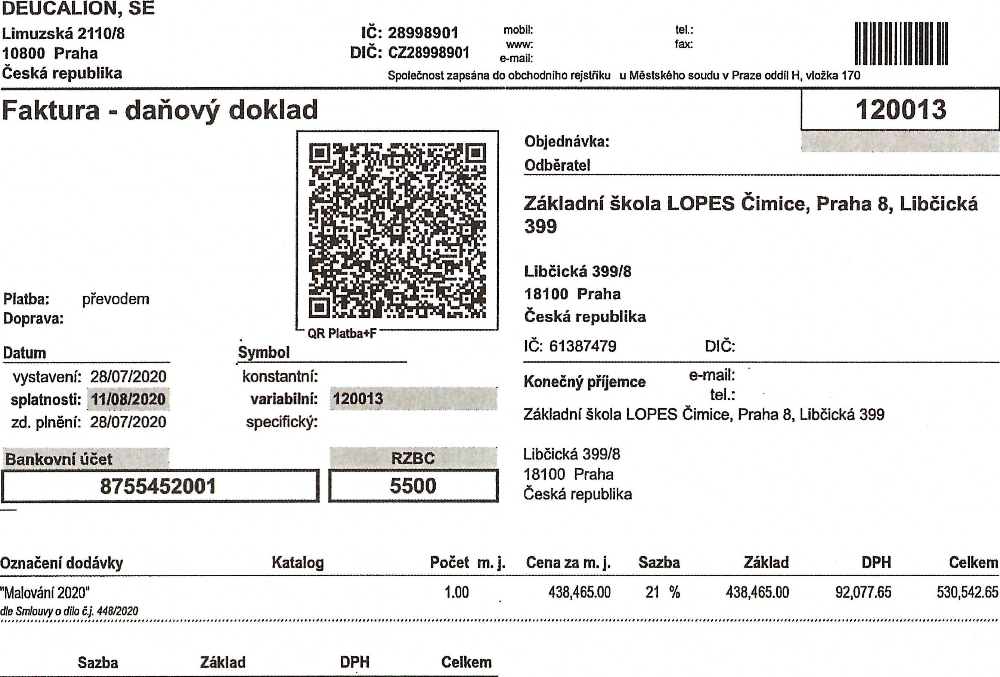 DEUCALION, SE
Limuzská 2110/8
10800 Praha
Česká republika
IČ: 28998901
DIČ: CZ28998901
mobil:
www:
e-mail:
tel.:
fax:
Společnost zapsána do obchodního rejstříku u Městského soudu v Praze oddíl H, vložka 170
Faktura - daňový doklad
120013
Objednávka:
Odběratel
Základní škola LOPES Čimice, Praha 8, Libčická
399
Libčická 399/8
18100 Praha
Česká republika
IČ: 61387479 DIČ:
Platba: převodem
Doprava:
QR Platba+F
Datum
vystavení: 28/07/2020
splatnosti: 11/08/2020
zd. plnění: 28/07/2020
Symbol
konstantní:
variabilní: 120013
specifický:
Konečný příjemce
e-mail:
tel.:
Základní škola LOPES Čimice, Praha 8, Libčická 399
Libčická 399/8
18100 Praha
Česká republika
Bankovní účet RZBC
8755452001 5500
Označení dodávky Katalog Počet m. j. Cena za m. j. Sazba Základ DPH Celkem
"Malování 2020" 1.00 438,465.00 21 % 438,465.00 92,077.65 530,542.65
dle Smlouvy o dílo č.j. 448/2020
Sazba Základ DPH Celkem